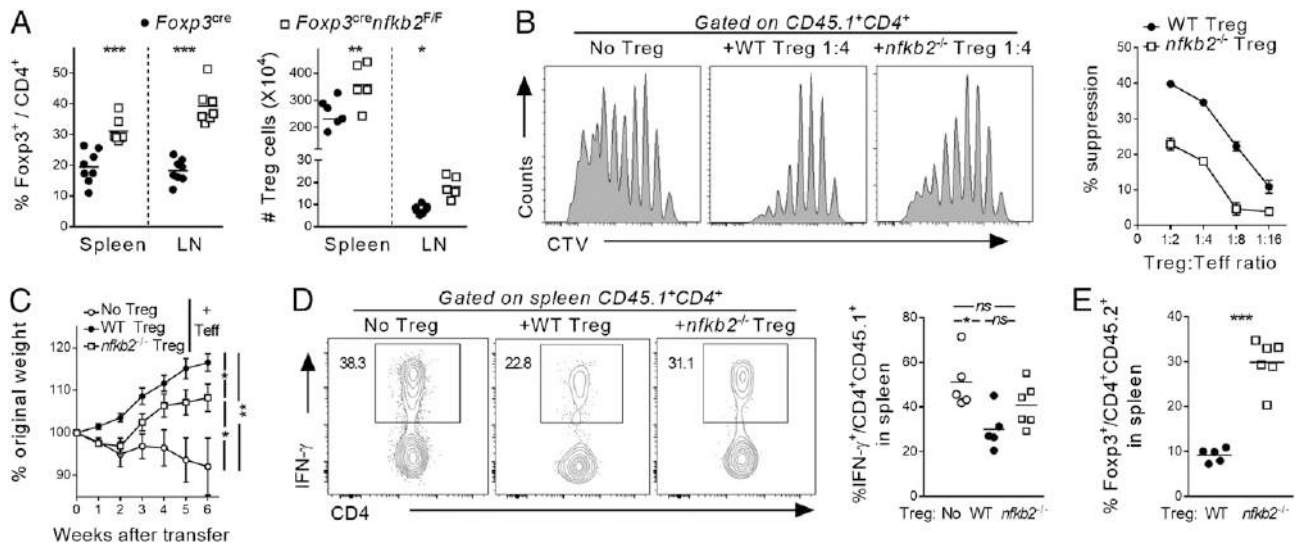 A
● Foxp3ᶜʳᵉ □ Foxp3ᶜʳᵉnfkb2ᶠ/ᶠ
% Foxp3⁺ / CD4⁺
50
40
30
20
10
0
*** ***
Spleen LN
# Treg cells (X10⁴)
400
300
200
20
10
0
** *
Spleen LN
B
Gated on CD45.1⁺CD4⁺
No Treg +WT Treg 1:4 +nfkb2⁻/⁻ Treg 1:4
Counts
CTV
WT Treg
nfkb2⁻/⁻ Treg
% suppression
50
40
30
20
10
0
0 1:2 1:4 1:8 1:16
Treg:Teff ratio
C
No Treg
WT Treg
nfkb2⁻/⁻ Treg
+
Teff
% original weight
120
110
100
90
* * **
0 1 2 3 4 5 6
Weeks after transfer
D
Gated on spleen CD45.1⁺CD4⁺
No Treg +WT Treg +nfkb2⁻/⁻ Treg
38.3 22.8 31.1
IFN-γ
CD4
%IFN-γ⁺/CD4⁺CD45.1⁺
in spleen
80
60
40
20
0
ns
* ns
Treg: No WT nfkb2⁻/⁻
E
% Foxp3⁺/CD4⁺CD45.2⁺
in spleen
40
30
20
10
0
***
Treg: WT nfkb2⁻/⁻